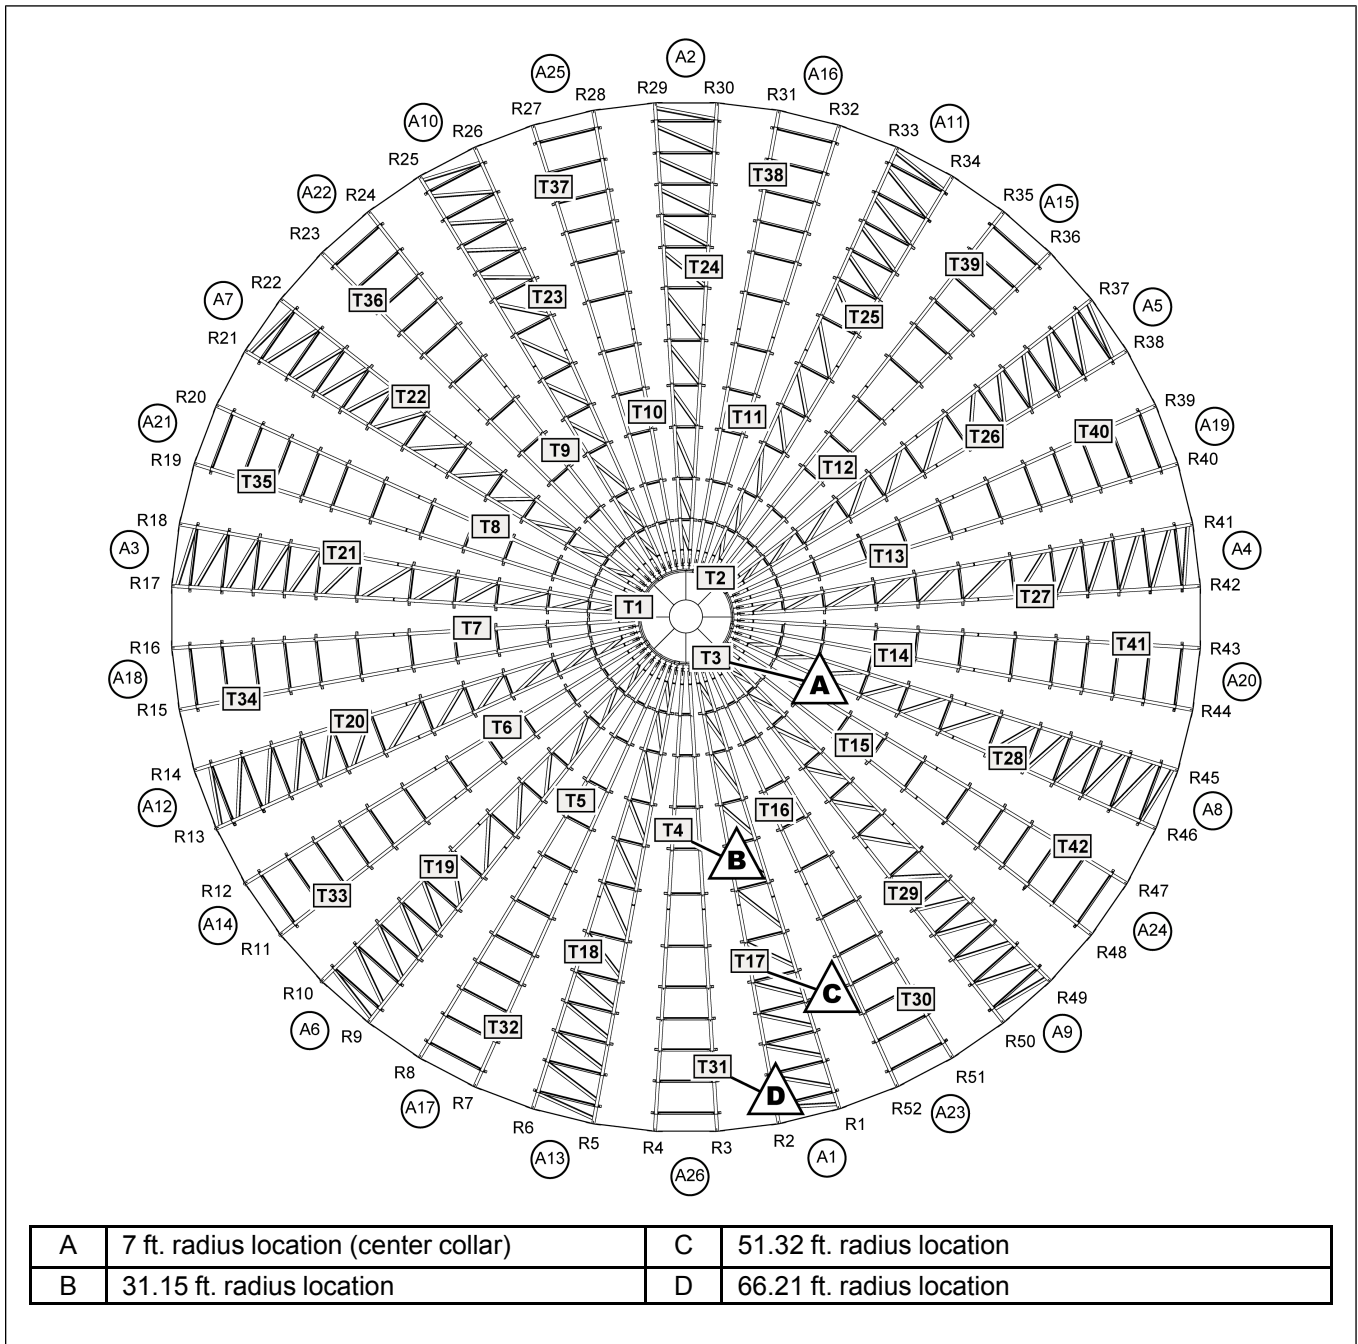 A2
A25
A16
R29
R30
R28
R31
R27
R32
A10
A11
R26
R33
R25
R34
T38
T37
A22
R24
R35
A15
R23
R36
T39
T24
R22
R37
A7
T36
T23
A5
T25
R21
R38
R20
T22
R39
A21
T10
T11
A19
T40
T26
R19
T9
R40
T12
T35
R18
T8
R41
A3
T21
T13
A4
R17
T2
R42
T27
T1
T7
R16
T3
T14
T41
R43
A18
A
A20
T34
R15
R44
T20
T6
T15
T28
R14
R45
A12
T5
T16
A8
R13
T4
R46
B
T42
T19
R12
T33
T29
R47
A14
A24
R11
T18
T17
R48
R10
C
T30
R49
A6
T32
A9
R9
R50
R8
T31
R51
D
A17
R7
R52
A23
R6
R1
A13
R5
R4
R3
R2
A1
A26
A 7 ft. radius location (center collar) C 51.32 ft. radius location
B 31.15 ft. radius location D 66.21 ft. radius location